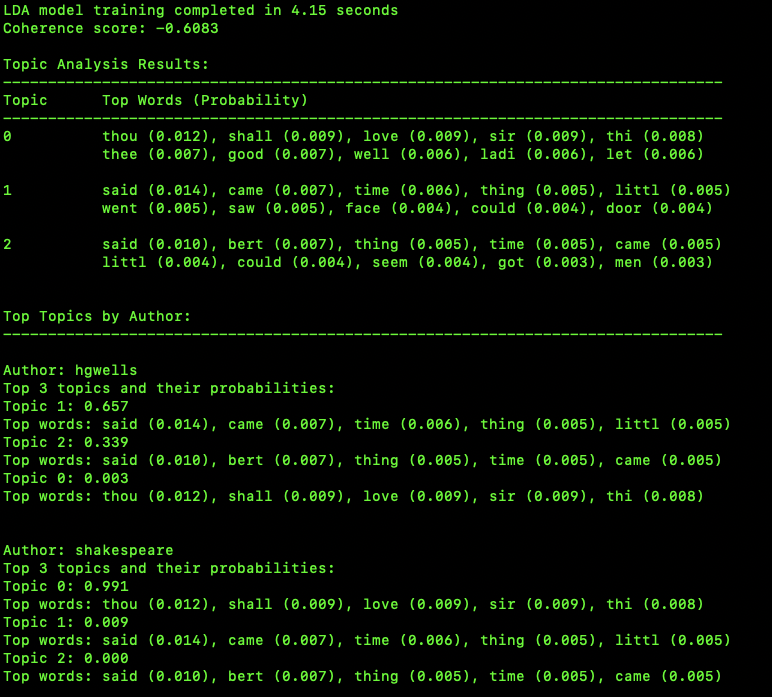 LDA model training completed in 4.15 seconds
Coherence score: -0.6083
Topic Analysis Results:
--------------------------------------------------------------------------------
Topic      Top Words (Probability)
--------------------------------------------------------------------------------
0          thou (0.012), shall (0.009), love (0.009), sir (0.009), thi (0.008)
           thee (0.007), good (0.007), well (0.006), ladi (0.006), let (0.006)
1          said (0.014), came (0.007), time (0.006), thing (0.005), littl (0.005)
           went (0.005), saw (0.005), face (0.004), could (0.004), door (0.004)
2          said (0.010), bert (0.007), thing (0.005), time (0.005), came (0.005)
           littl (0.004), could (0.004), seem (0.004), got (0.003), men (0.003)
Top Topics by Author:
--------------------------------------------------------------------------------
Author: hgwells
Top 3 topics and their probabilities:
Topic 1: 0.657
Top words: said (0.014), came (0.007), time (0.006), thing (0.005), littl (0.005)
Topic 2: 0.339
Top words: said (0.010), bert (0.007), thing (0.005), time (0.005), came (0.005)
Topic 0: 0.003
Top words: thou (0.012), shall (0.009), love (0.009), sir (0.009), thi (0.008)
Author: shakespeare
Top 3 topics and their probabilities:
Topic 0: 0.991
Top words: thou (0.012), shall (0.009), love (0.009), sir (0.009), thi (0.008)
Topic 1: 0.009
Top words: said (0.014), came (0.007), time (0.006), thing (0.005), littl (0.005)
Topic 2: 0.000
Top words: said (0.010), bert (0.007), thing (0.005), time (0.005), came (0.005)